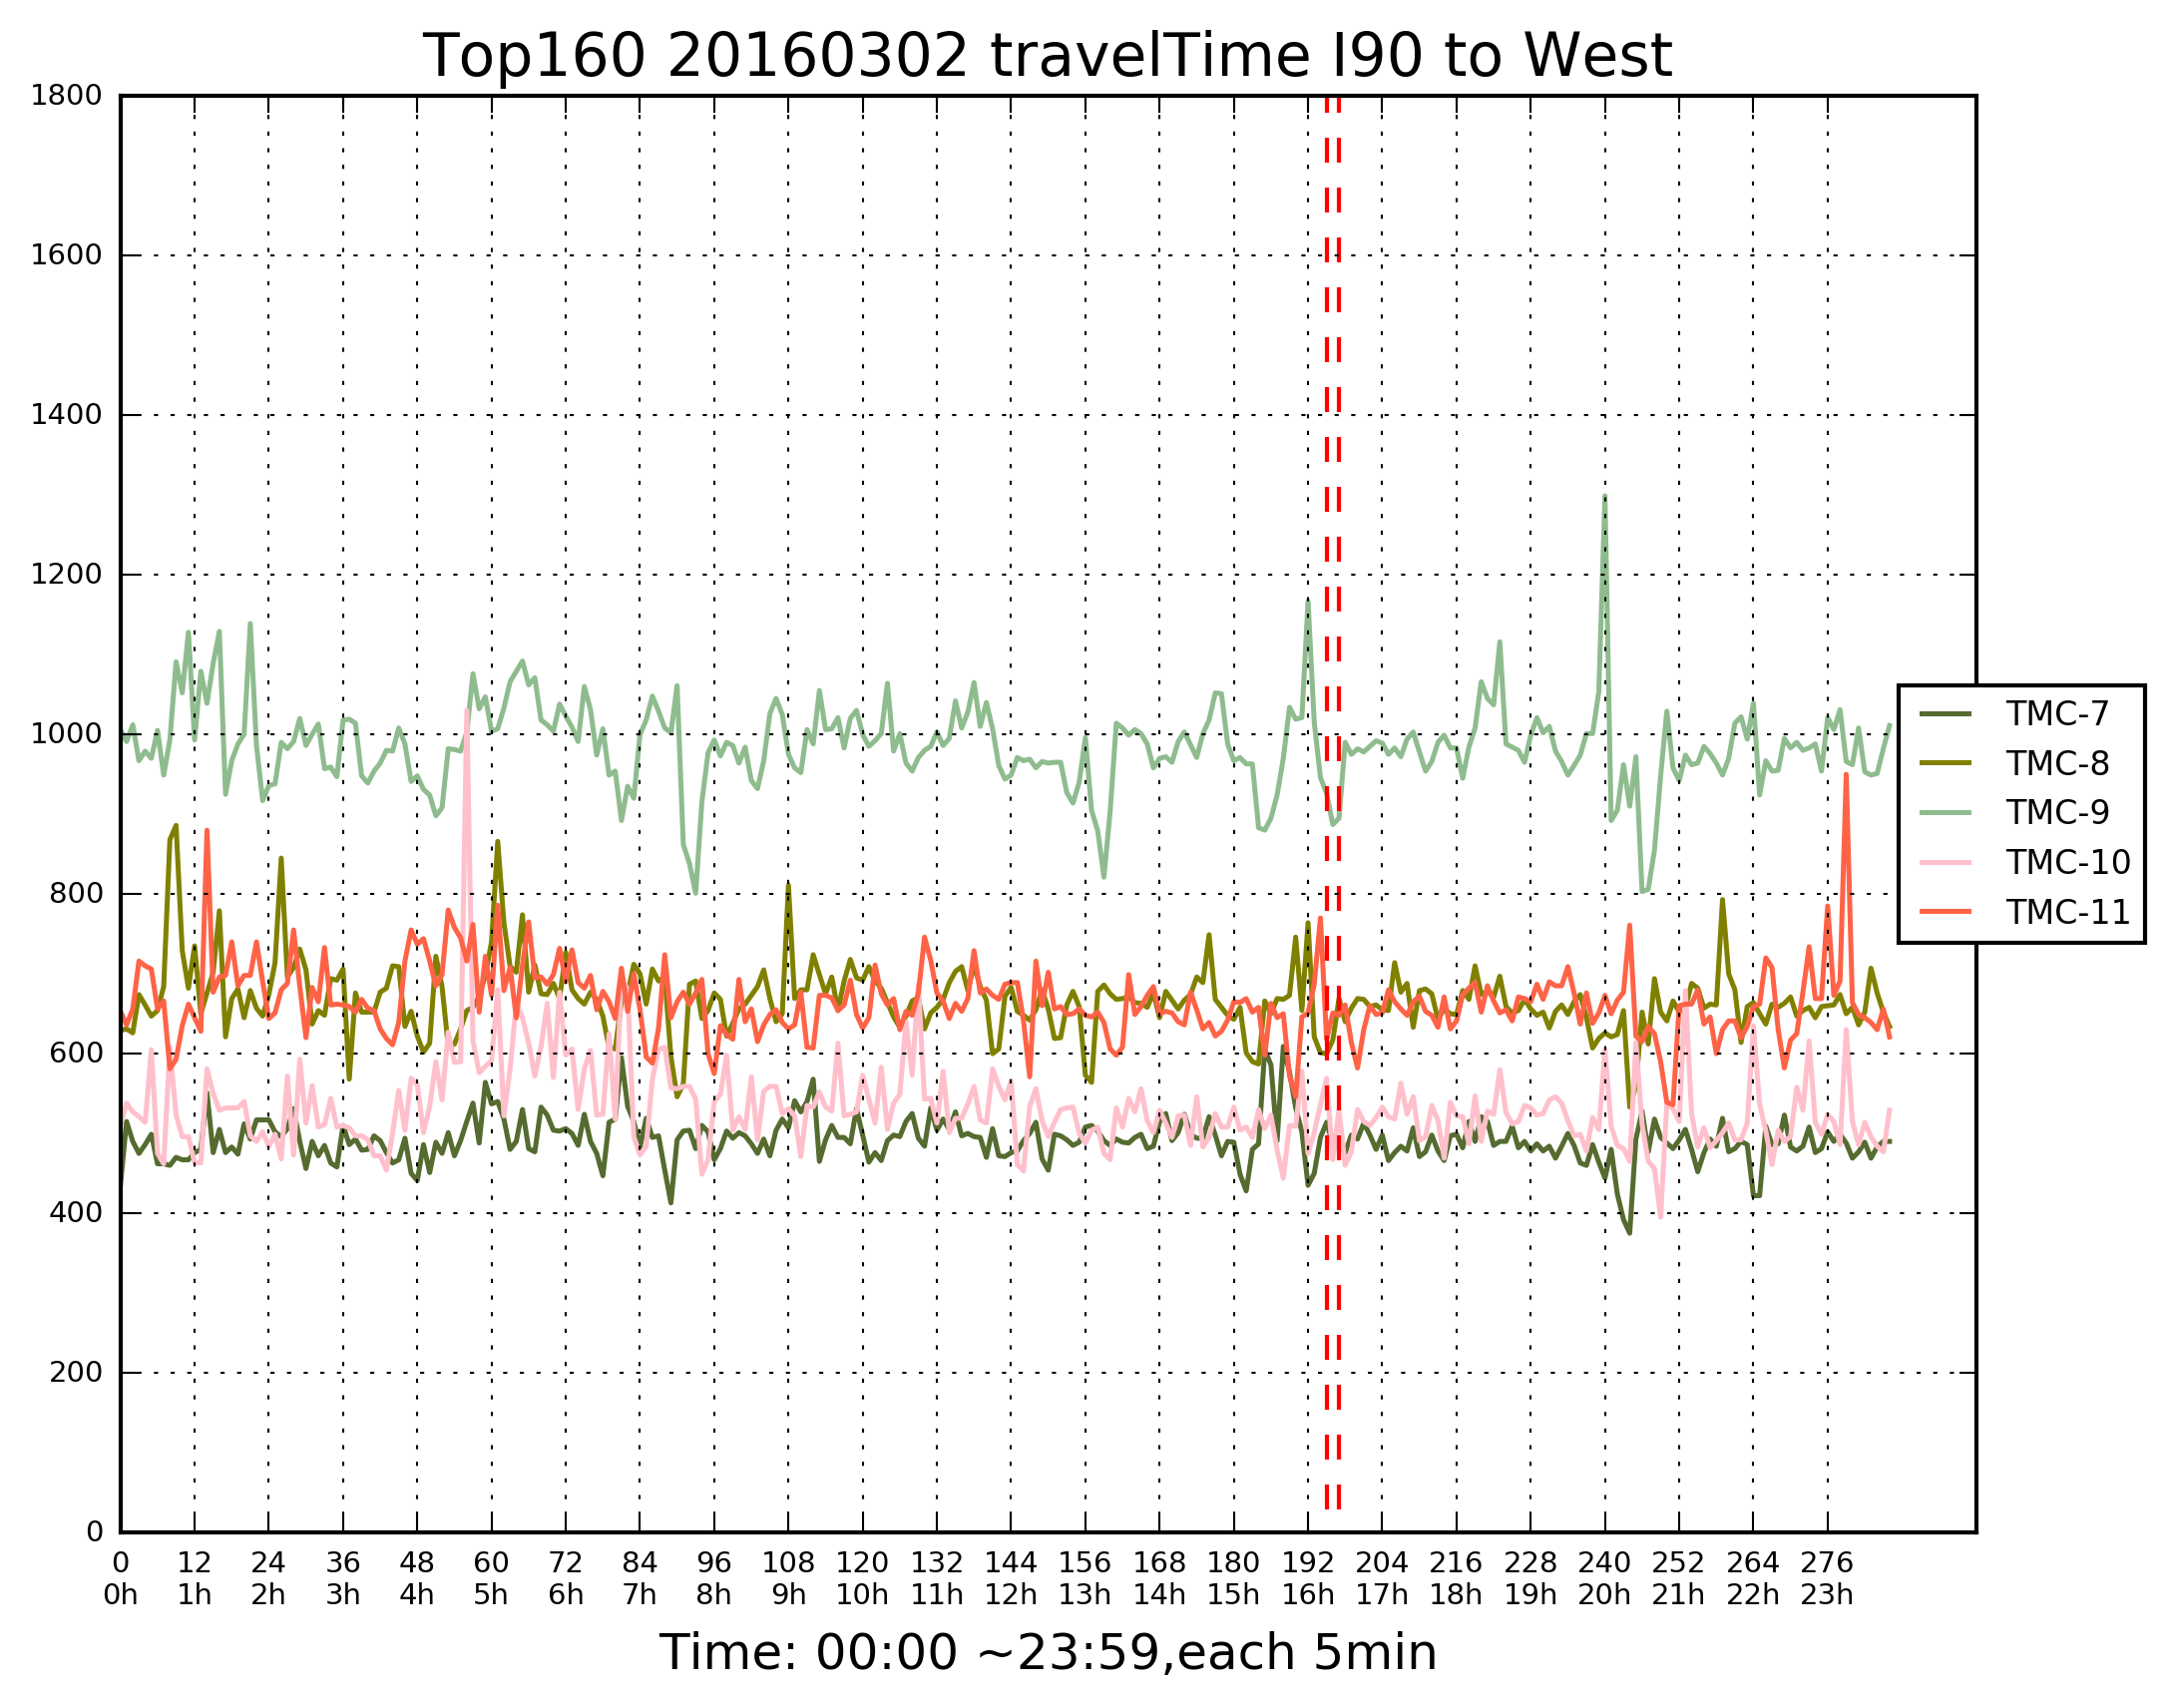 Top160 20160302 travelTime I90 to West
1800
1600
1400
1200
1000
800
600
400
200
0
TMC-7
TMC-8
TMC-9
TMC-10
TMC-11
0 12 24 36 48 60 72 84 96 108 120 132 144 156 168 180 192 204 216 228 240 252 264 276
0h 1h 2h 3h 4h 5h 6h 7h 8h 9h 10h 11h 12h 13h 14h 15h 16h 17h 18h 19h 20h 21h 22h 23h
Time: 00:00 ~23:59,each 5min